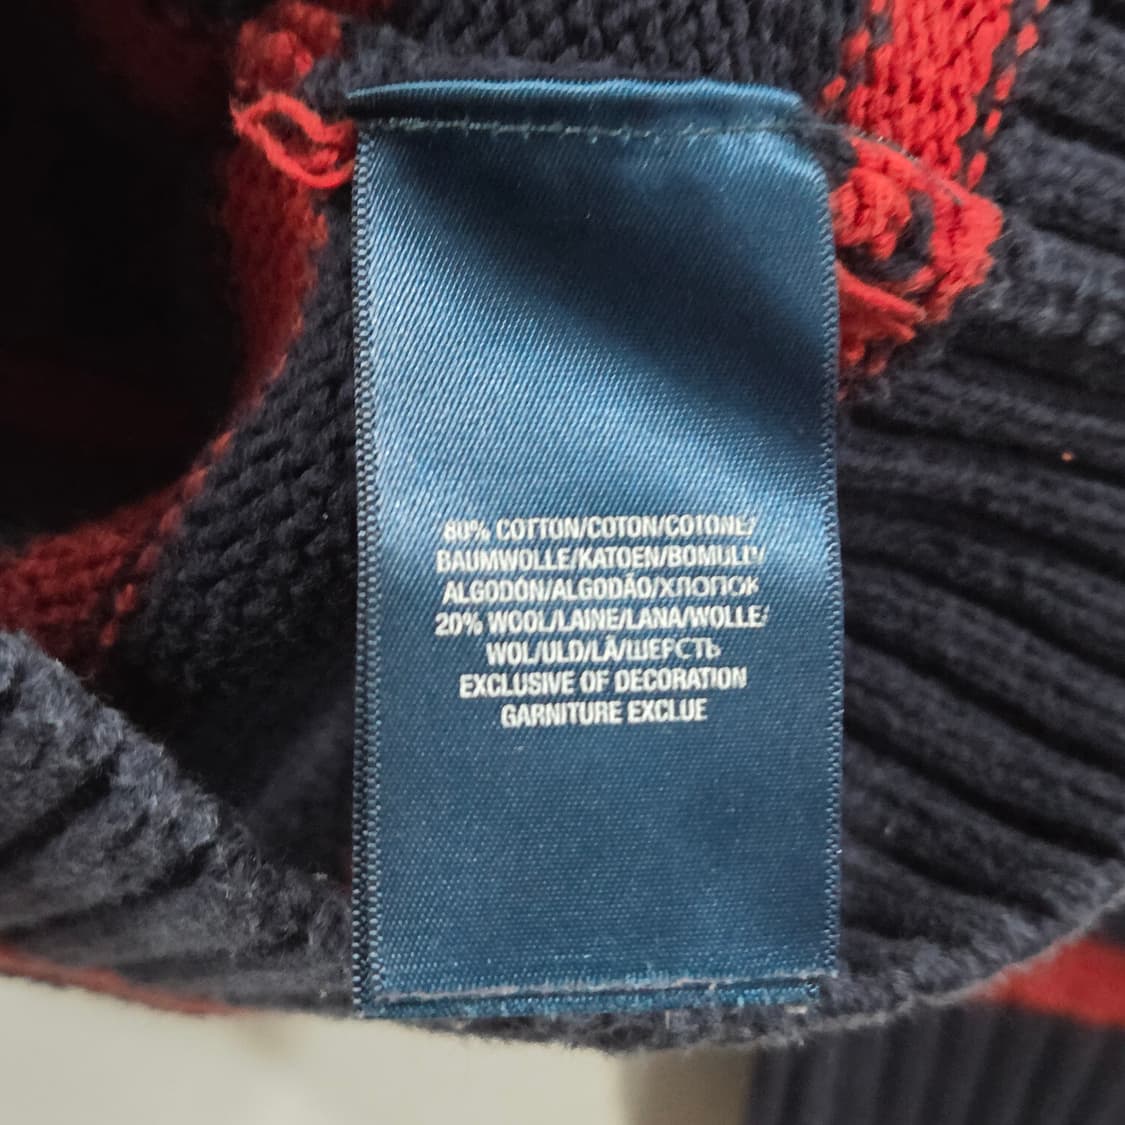 80% COTTON/COTON/COTONE/
BAUMWOLLE/KATOEN/BOMULD/
ALGODÓN/ALGODÃO/ХЛОПОК
20% WOOL/LAINE/LANA/WOLLE/
WOL/ULD/LÃ/ШЕРСТЬ
EXCLUSIVE OF DECORATION
GARNITURE EXCLUE